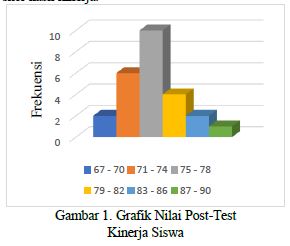 Frekuensi
10
8
6
4
2
0
67 - 70 71 - 74 75 - 78
79 - 82 83 - 86 87 - 90
Gambar 1. Grafik Nilai Post-Test
Kinerja Siswa